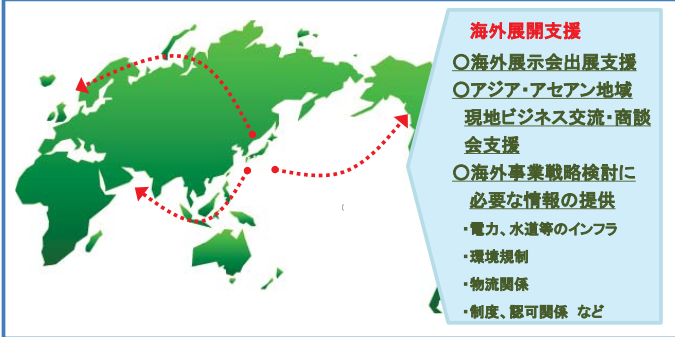 海外展開支援
○海外展示会出展支援
○アジア・アセアン地域
現地ビジネス交流・商談
会支援
○海外事業戦略検討に
必要な情報の提供
・電力、水道等のインフラ
・環境規制
・物流関係
・制度、認可関係 など